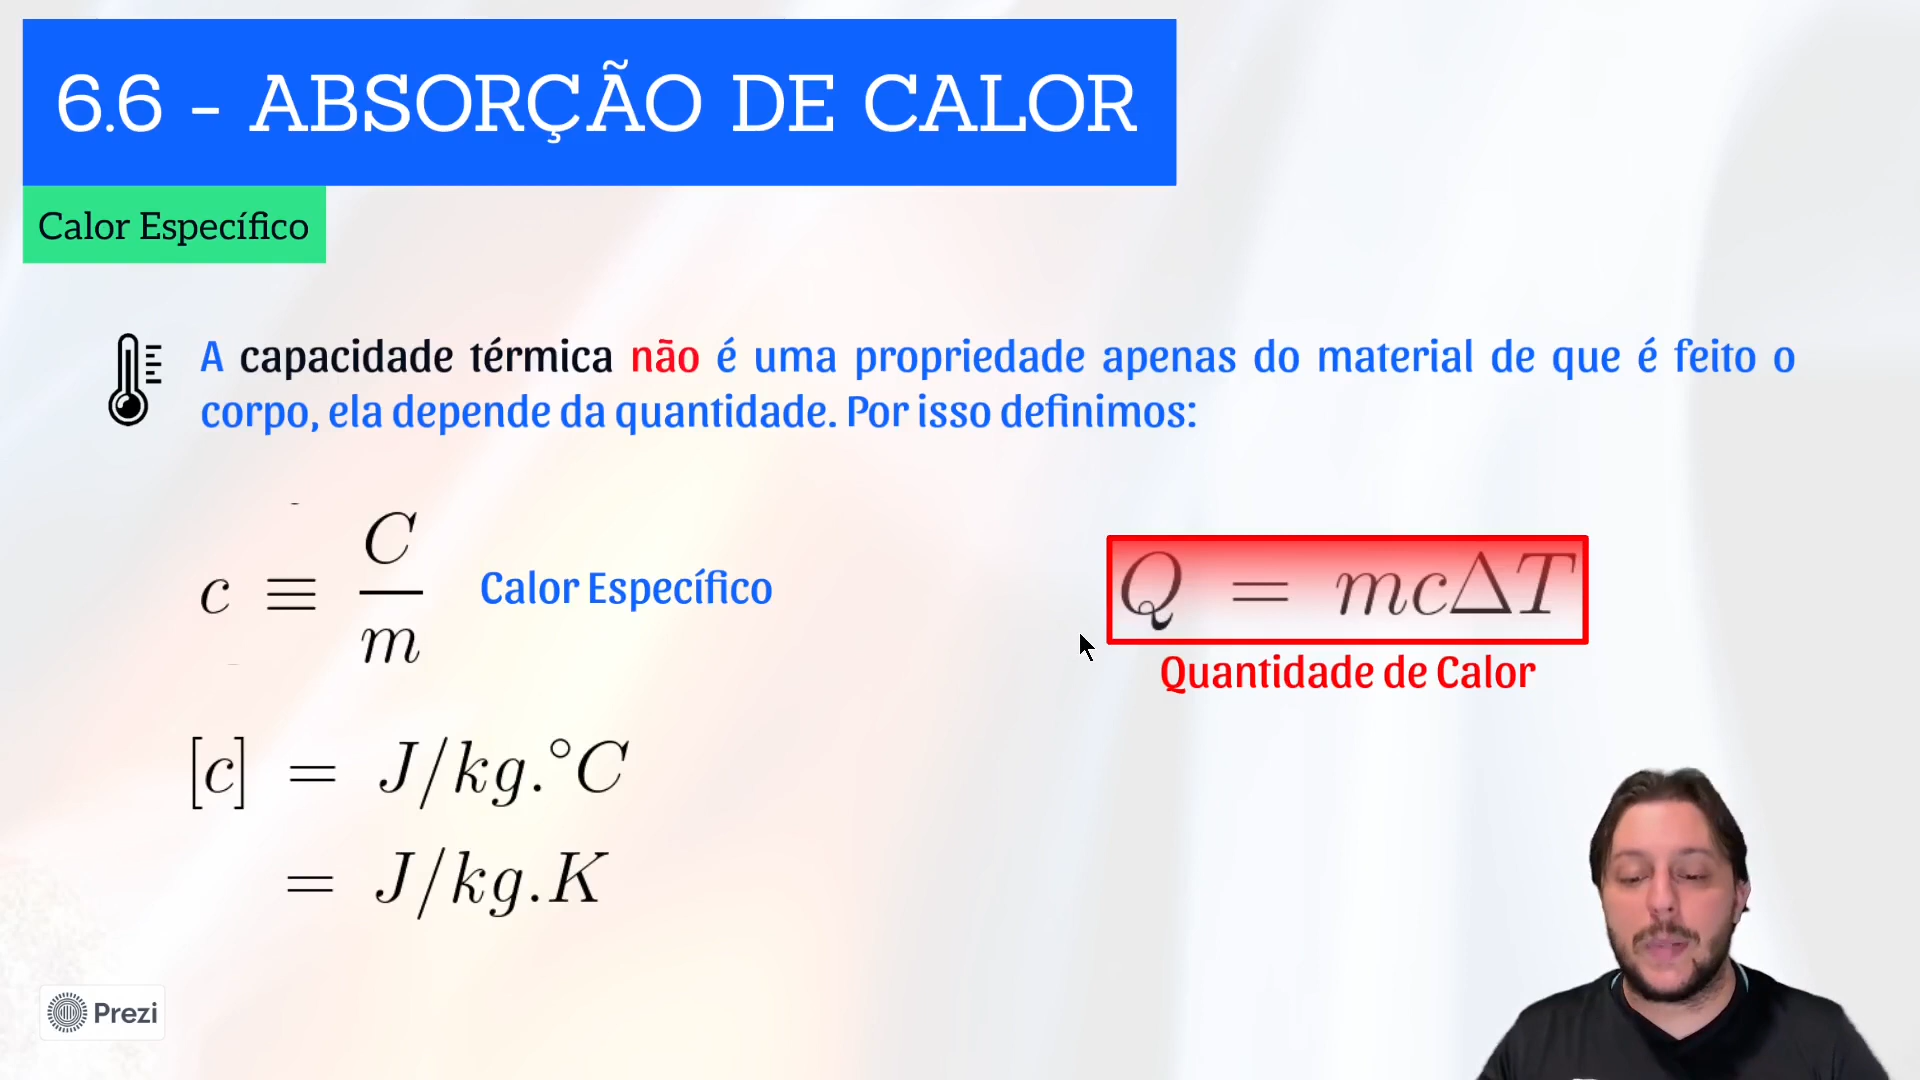 6.6 - ABSORÇÃO DE CALOR
Calor Específico
A capacidade térmica não é uma propriedade apenas do material de que é feito o
corpo, ela depende da quantidade. Por isso definimos:
c ≡ C/m Calor Específico
Q = mcΔT
Quantidade de Calor
[c] = J/kg.°C
= J/kg.K
Prezi